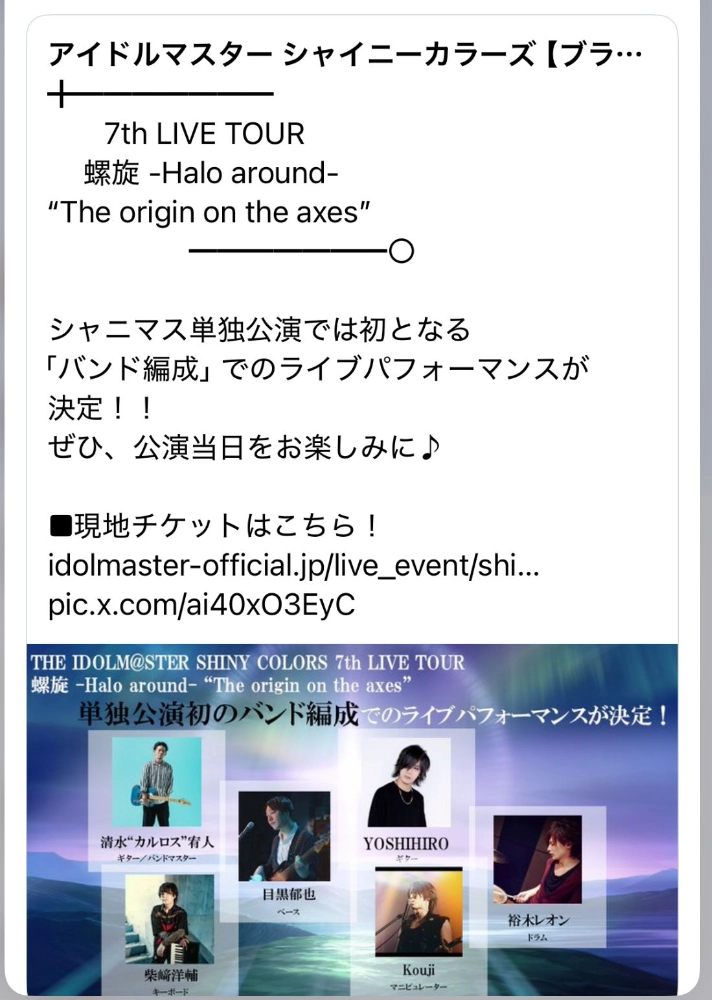 アイドルマスター シャイニーカラーズ【ブラ…
╋━━━━━━━
7th LIVE TOUR
螺旋 -Halo around-
“The origin on the axes”
━━━━━━━○
シャニマス単独公演では初となる
「バンド編成」でのライブパフォーマンスが
決定！！
ぜひ、公演当日をお楽しみに♪
■現地チケットはこちら！
idolmaster-official.jp/live_event/shi...
pic.x.com/ai40xO3EyC
THE IDOLM@STER SHINY COLORS 7th LIVE TOUR
螺旋 -Halo around- “The origin on the axes”
単独公演初のバンド編成でのライブパフォーマンスが決定！
清水“カルロス”宥人
ギター／バンドマスター
目黒郁也
ベース
YOSHIHIRO
ギター
裕木レオン
ドラム
柴﨑洋輔
キーボード
Kouji
マニピュレーター